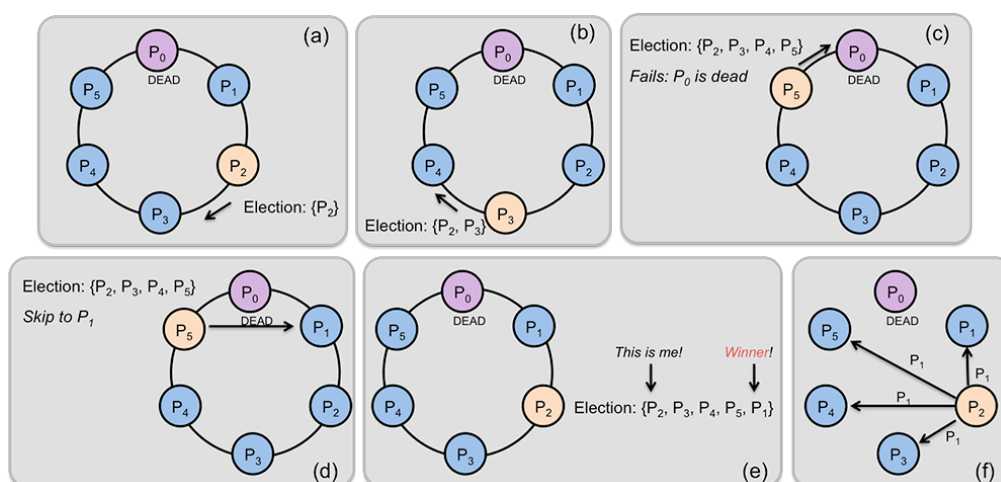 (a)
P0
DEAD
P5
P1
P4
P2
P3
Election: {P2}
(b)
P0
DEAD
P5
P1
P4
P2
P3
Election: {P2, P3}
(c)
Election: {P2, P3, P4, P5}
Fails: P0 is dead
P0
DEAD
P5
P1
P4
P2
P3
Election: {P2, P3, P4, P5}
Skip to P1
P0
DEAD
P5
P1
P4
P2
P3
(d)
P0
DEAD
P5
P1
P4
P2
P3
This is me!
Winner!
Election: {P2, P3, P4, P5, P1}
(e)
P0
DEAD
P5
P1
P1
P1
P4
P1
P2
P1
P3
(f)